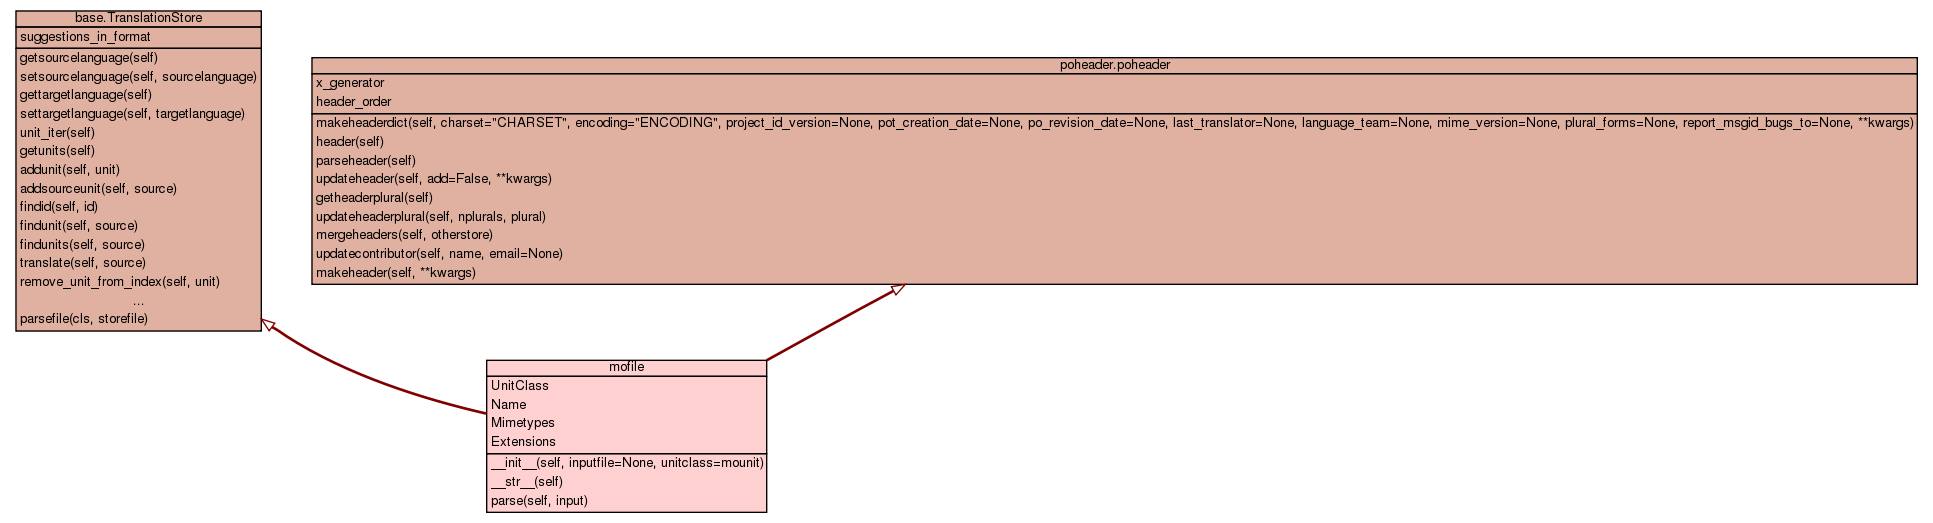 base.TranslationStore
suggestions_in_format
getsourcelanguage(self)
setsourcelanguage(self, sourcelanguage)
gettargetlanguage(self)
settargetlanguage(self, targetlanguage)
unit_iter(self)
getunits(self)
addunit(self, unit)
addsourceunit(self, source)
findid(self, id)
findunit(self, source)
findunits(self, source)
translate(self, source)
remove_unit_from_index(self, unit)
...
parsefile(cls, storefile)
poheader.poheader
x_generator
header_order
makeheaderdict(self, charset="CHARSET", encoding="ENCODING", project_id_version=None, pot_creation_date=None, po_revision_date=None, last_translator=None, language_team=None, mime_version=None, plural_forms=None, report_msgid_bugs_to=None, **kwargs)
header(self)
parseheader(self)
updateheader(self, add=False, **kwargs)
getheaderplural(self)
updateheaderplural(self, nplurals, plural)
mergeheaders(self, otherstore)
updatecontributor(self, name, email=None)
makeheader(self, **kwargs)
mofile
UnitClass
Name
Mimetypes
Extensions
__init__(self, inputfile=None, unitclass=mounit)
__str__(self)
parse(self, input)